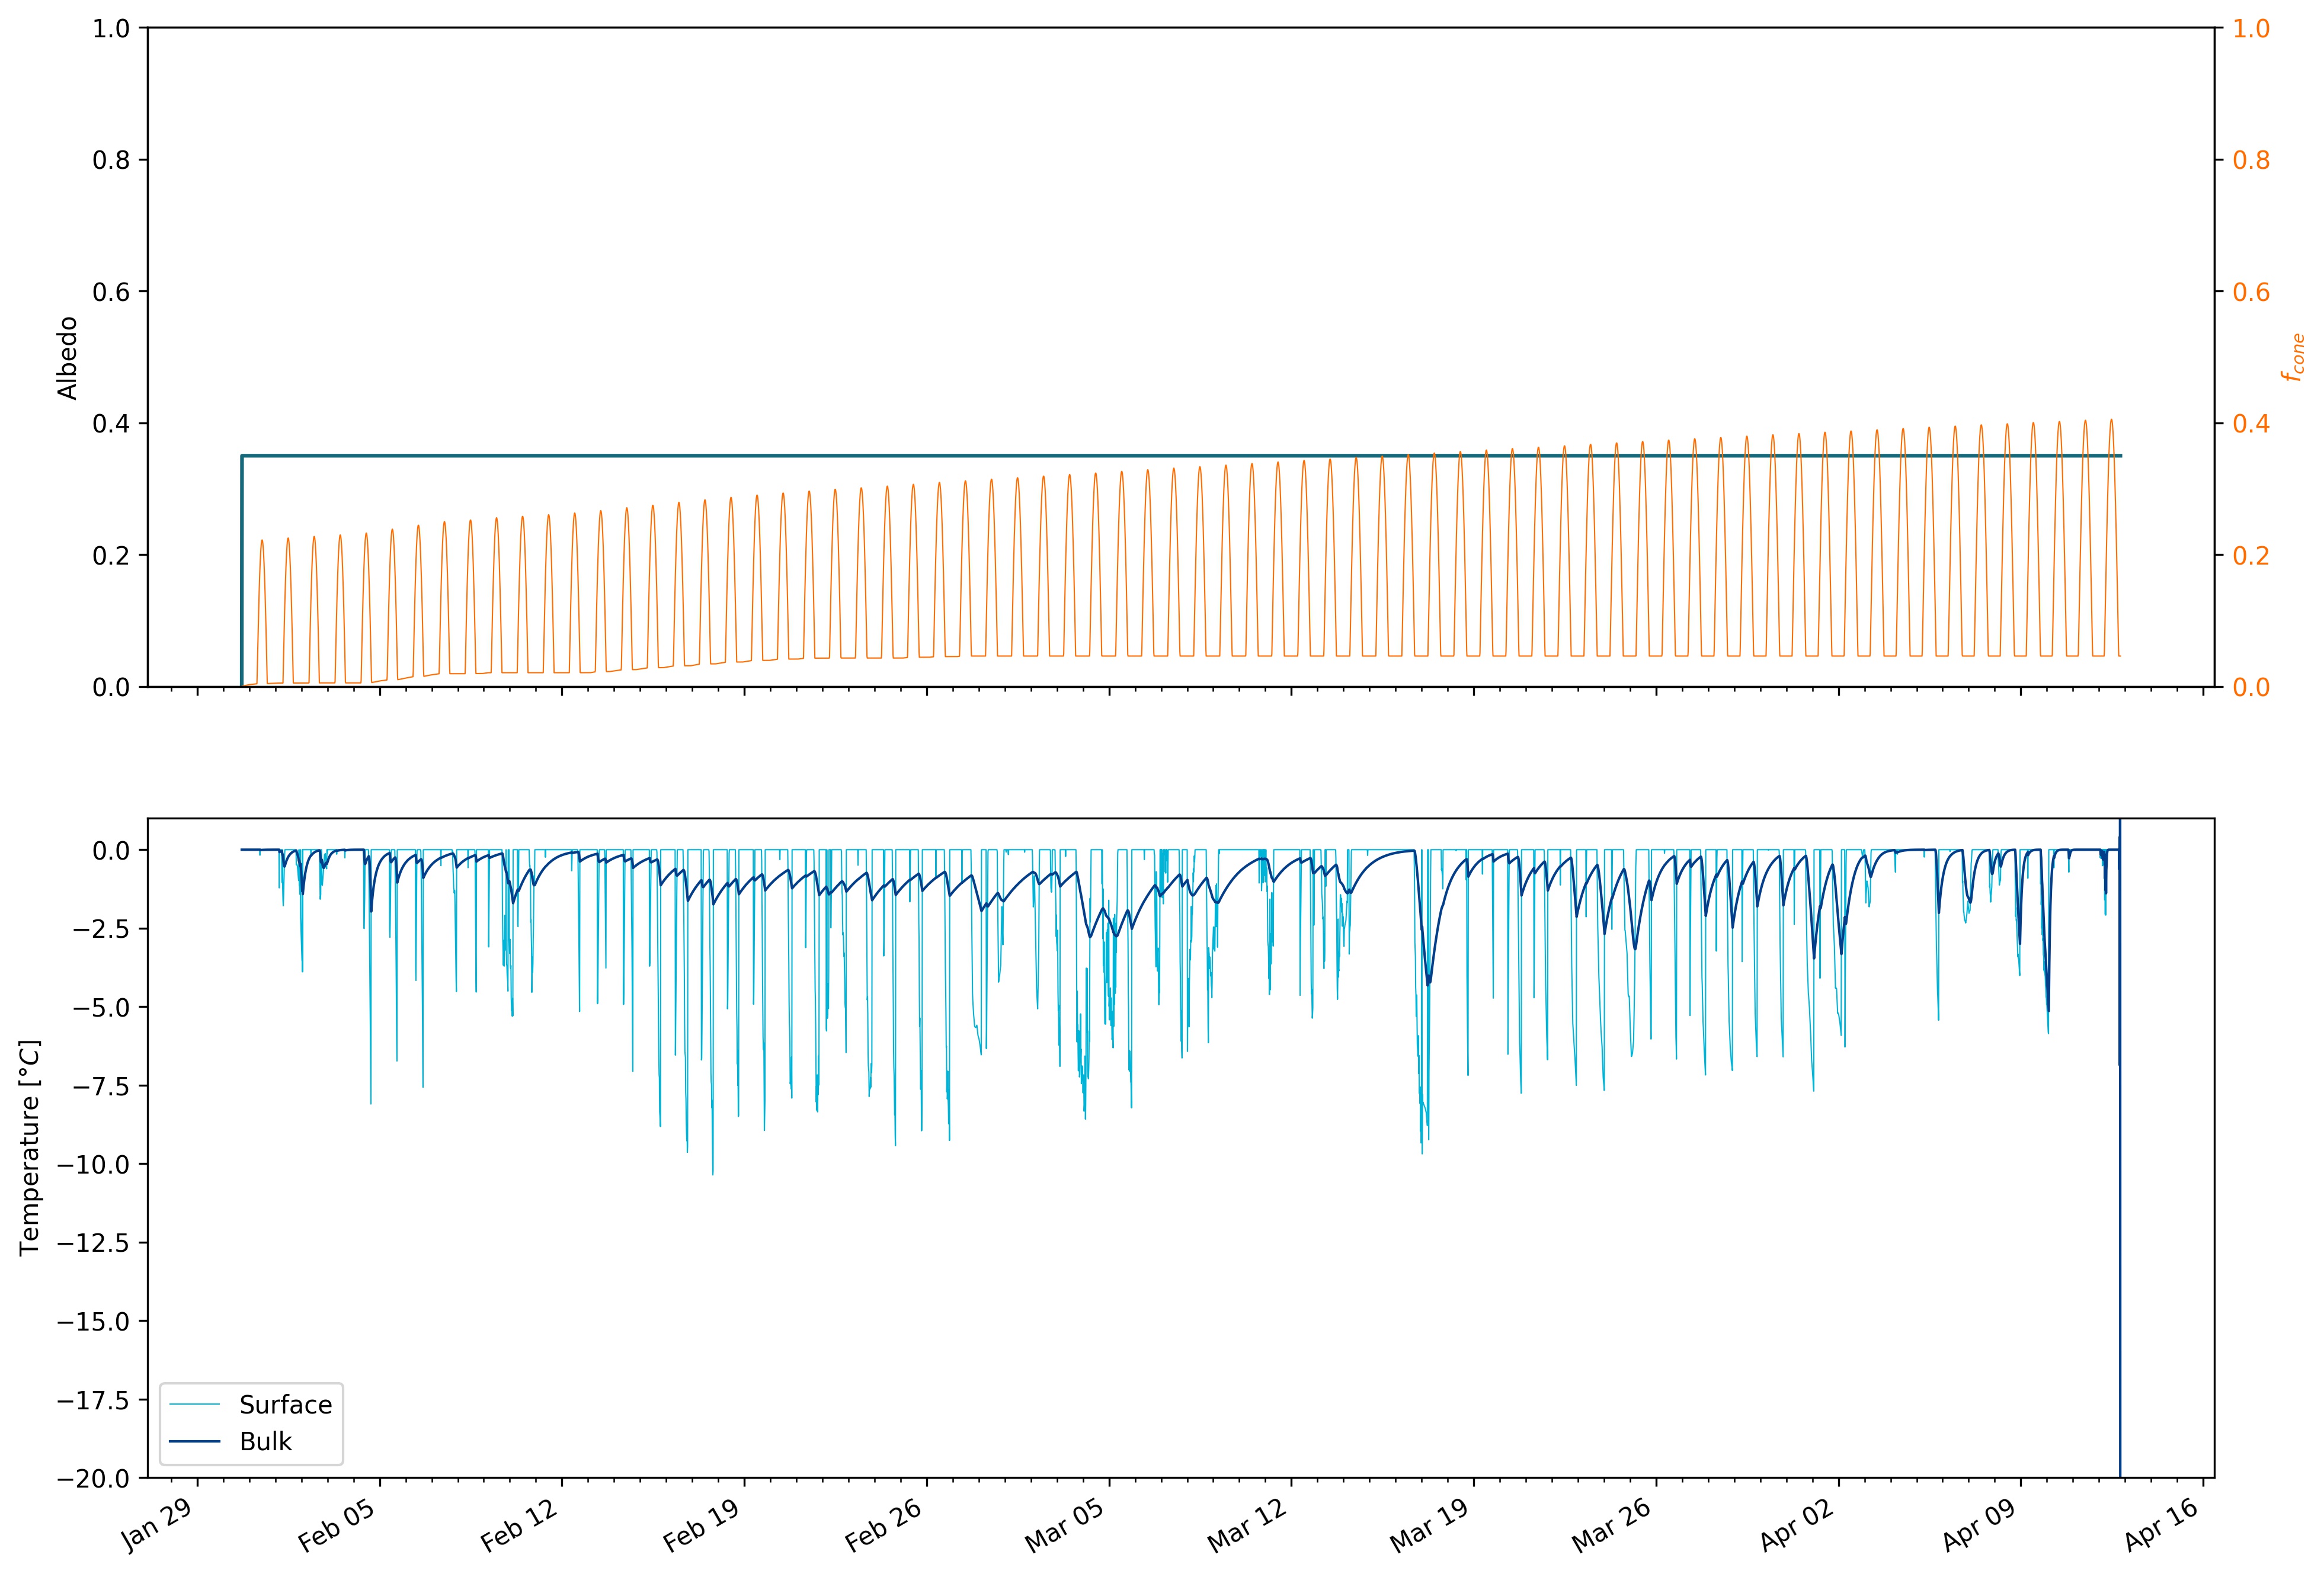 1.0
0.8
0.6
0.4
0.2
0.0
Albedo
1.0
0.8
0.6
0.4
0.2
0.0
f_cone
0.0
−2.5
−5.0
−7.5
−10.0
−12.5
−15.0
−17.5
−20.0
Temperature [°C]
Surface
Bulk
Jan 29
Feb 05
Feb 12
Feb 19
Feb 26
Mar 05
Mar 12
Mar 19
Mar 26
Apr 02
Apr 09
Apr 16